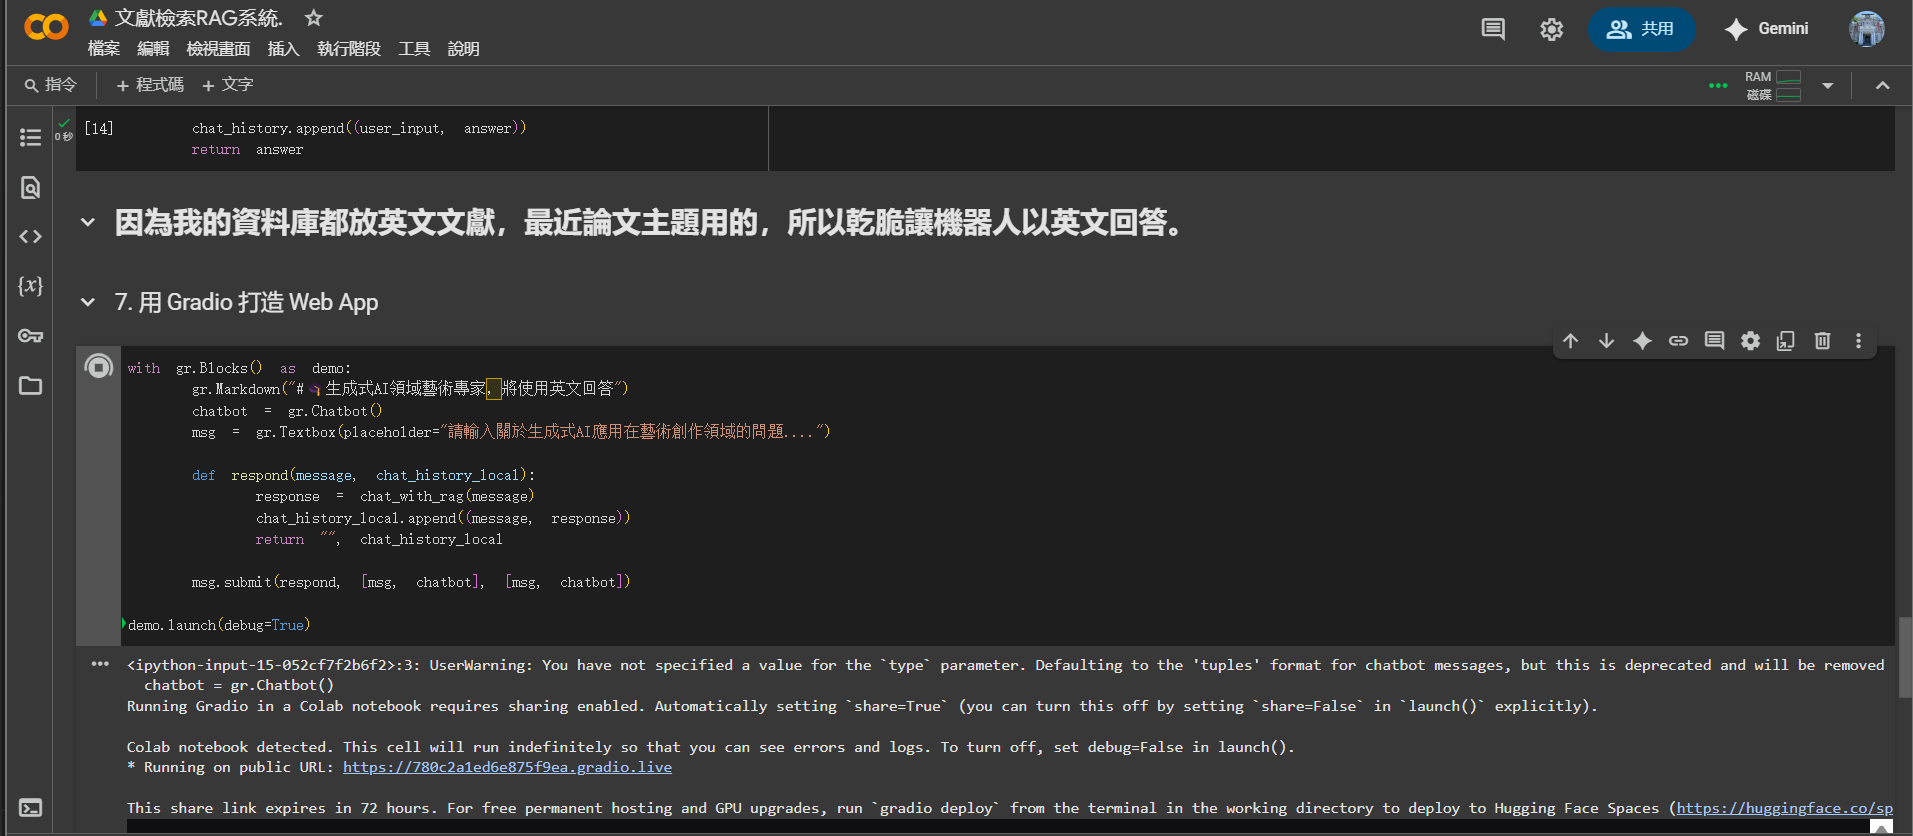 文獻檢索RAG系統.
檔案 編輯 檢視畫面 插入 執行階段 工具 說明
共用
Gemini
指令 + 程式碼 + 文字
RAM
磁碟
0 秒
[14]
chat_history.append((user_input, answer))
return answer
因為我的資料庫都放英文文獻，最近論文主題用的，所以乾脆讓機器人以英文回答。
7. 用 Gradio 打造 Web App
with gr.Blocks() as demo:
gr.Markdown("# 生成式AI領域藝術專家，將使用英文回答")
chatbot = gr.Chatbot()
msg = gr.Textbox(placeholder="請輸入關於生成式AI應用在藝術創作領域的問題....")
def respond(message, chat_history_local):
response = chat_with_rag(message)
chat_history_local.append((message, response))
return "", chat_history_local
msg.submit(respond, [msg, chatbot], [msg, chatbot])
demo.launch(debug=True)
<ipython-input-15-052cf7f2b6f2>:3: UserWarning: You have not specified a value for the `type` parameter. Defaulting to the 'tuples' format for chatbot messages, but this is deprecated and will be removed
chatbot = gr.Chatbot()
Running Gradio in a Colab notebook requires sharing enabled. Automatically setting `share=True` (you can turn this off by setting `share=False` in `launch()` explicitly).
Colab notebook detected. This cell will run indefinitely so that you can see errors and logs. To turn off, set debug=False in launch().
* Running on public URL: https://780c2a1ed6e875f9ea.gradio.live
This share link expires in 72 hours. For free permanent hosting and GPU upgrades, run `gradio deploy` from the terminal in the working directory to deploy to Hugging Face Spaces (https://huggingface.co/sp